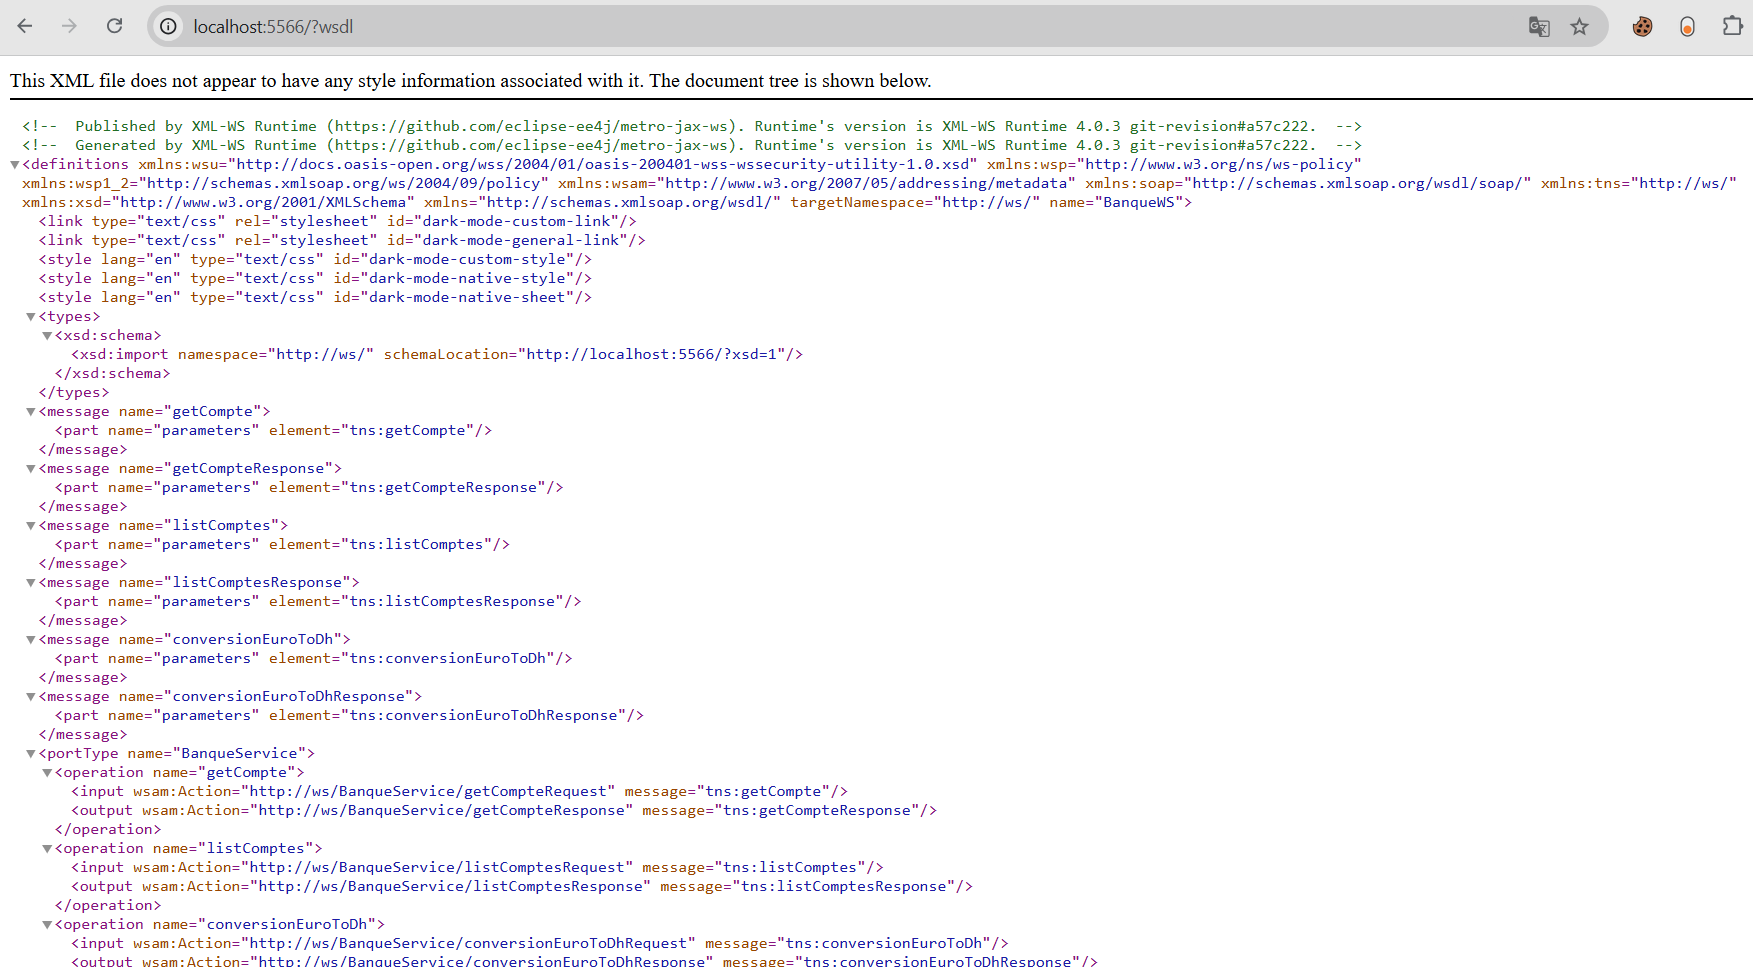 localhost:5566/?wsdl
This XML file does not appear to have any style information associated with it. The document tree is shown below.
<!--  Published by XML-WS Runtime (https://github.com/eclipse-ee4j/metro-jax-ws). Runtime's version is XML-WS Runtime 4.0.3 git-revision#a57c222.  -->
<!--  Generated by XML-WS Runtime (https://github.com/eclipse-ee4j/metro-jax-ws). Runtime's version is XML-WS Runtime 4.0.3 git-revision#a57c222.  -->
<definitions xmlns:wsu="http://docs.oasis-open.org/wss/2004/01/oasis-200401-wss-wssecurity-utility-1.0.xsd" xmlns:wsp="http://www.w3.org/ns/ws-policy"
xmlns:wsp1_2="http://schemas.xmlsoap.org/ws/2004/09/policy" xmlns:wsam="http://www.w3.org/2007/05/addressing/metadata" xmlns:soap="http://schemas.xmlsoap.org/wsdl/soap/" xmlns:tns="http://ws/"
xmlns:xsd="http://www.w3.org/2001/XMLSchema" xmlns="http://schemas.xmlsoap.org/wsdl/" targetNamespace="http://ws/" name="BanqueWS">
<link type="text/css" rel="stylesheet" id="dark-mode-custom-link"/>
<link type="text/css" rel="stylesheet" id="dark-mode-general-link"/>
<style lang="en" type="text/css" id="dark-mode-custom-style"/>
<style lang="en" type="text/css" id="dark-mode-native-style"/>
<style lang="en" type="text/css" id="dark-mode-native-sheet"/>
<types>
<xsd:schema>
<xsd:import namespace="http://ws/" schemaLocation="http://localhost:5566/?xsd=1"/>
</xsd:schema>
</types>
<message name="getCompte">
<part name="parameters" element="tns:getCompte"/>
</message>
<message name="getCompteResponse">
<part name="parameters" element="tns:getCompteResponse"/>
</message>
<message name="listComptes">
<part name="parameters" element="tns:listComptes"/>
</message>
<message name="listComptesResponse">
<part name="parameters" element="tns:listComptesResponse"/>
</message>
<message name="conversionEuroToDh">
<part name="parameters" element="tns:conversionEuroToDh"/>
</message>
<message name="conversionEuroToDhResponse">
<part name="parameters" element="tns:conversionEuroToDhResponse"/>
</message>
<portType name="BanqueService">
<operation name="getCompte">
<input wsam:Action="http://ws/BanqueService/getCompteRequest" message="tns:getCompte"/>
<output wsam:Action="http://ws/BanqueService/getCompteResponse" message="tns:getCompteResponse"/>
</operation>
<operation name="listComptes">
<input wsam:Action="http://ws/BanqueService/listComptesRequest" message="tns:listComptes"/>
<output wsam:Action="http://ws/BanqueService/listComptesResponse" message="tns:listComptesResponse"/>
</operation>
<operation name="conversionEuroToDh">
<input wsam:Action="http://ws/BanqueService/conversionEuroToDhRequest" message="tns:conversionEuroToDh"/>
<output wsam:Action="http://ws/BanqueService/conversionEuroToDhResponse" message="tns:conversionEuroToDhResponse"/>